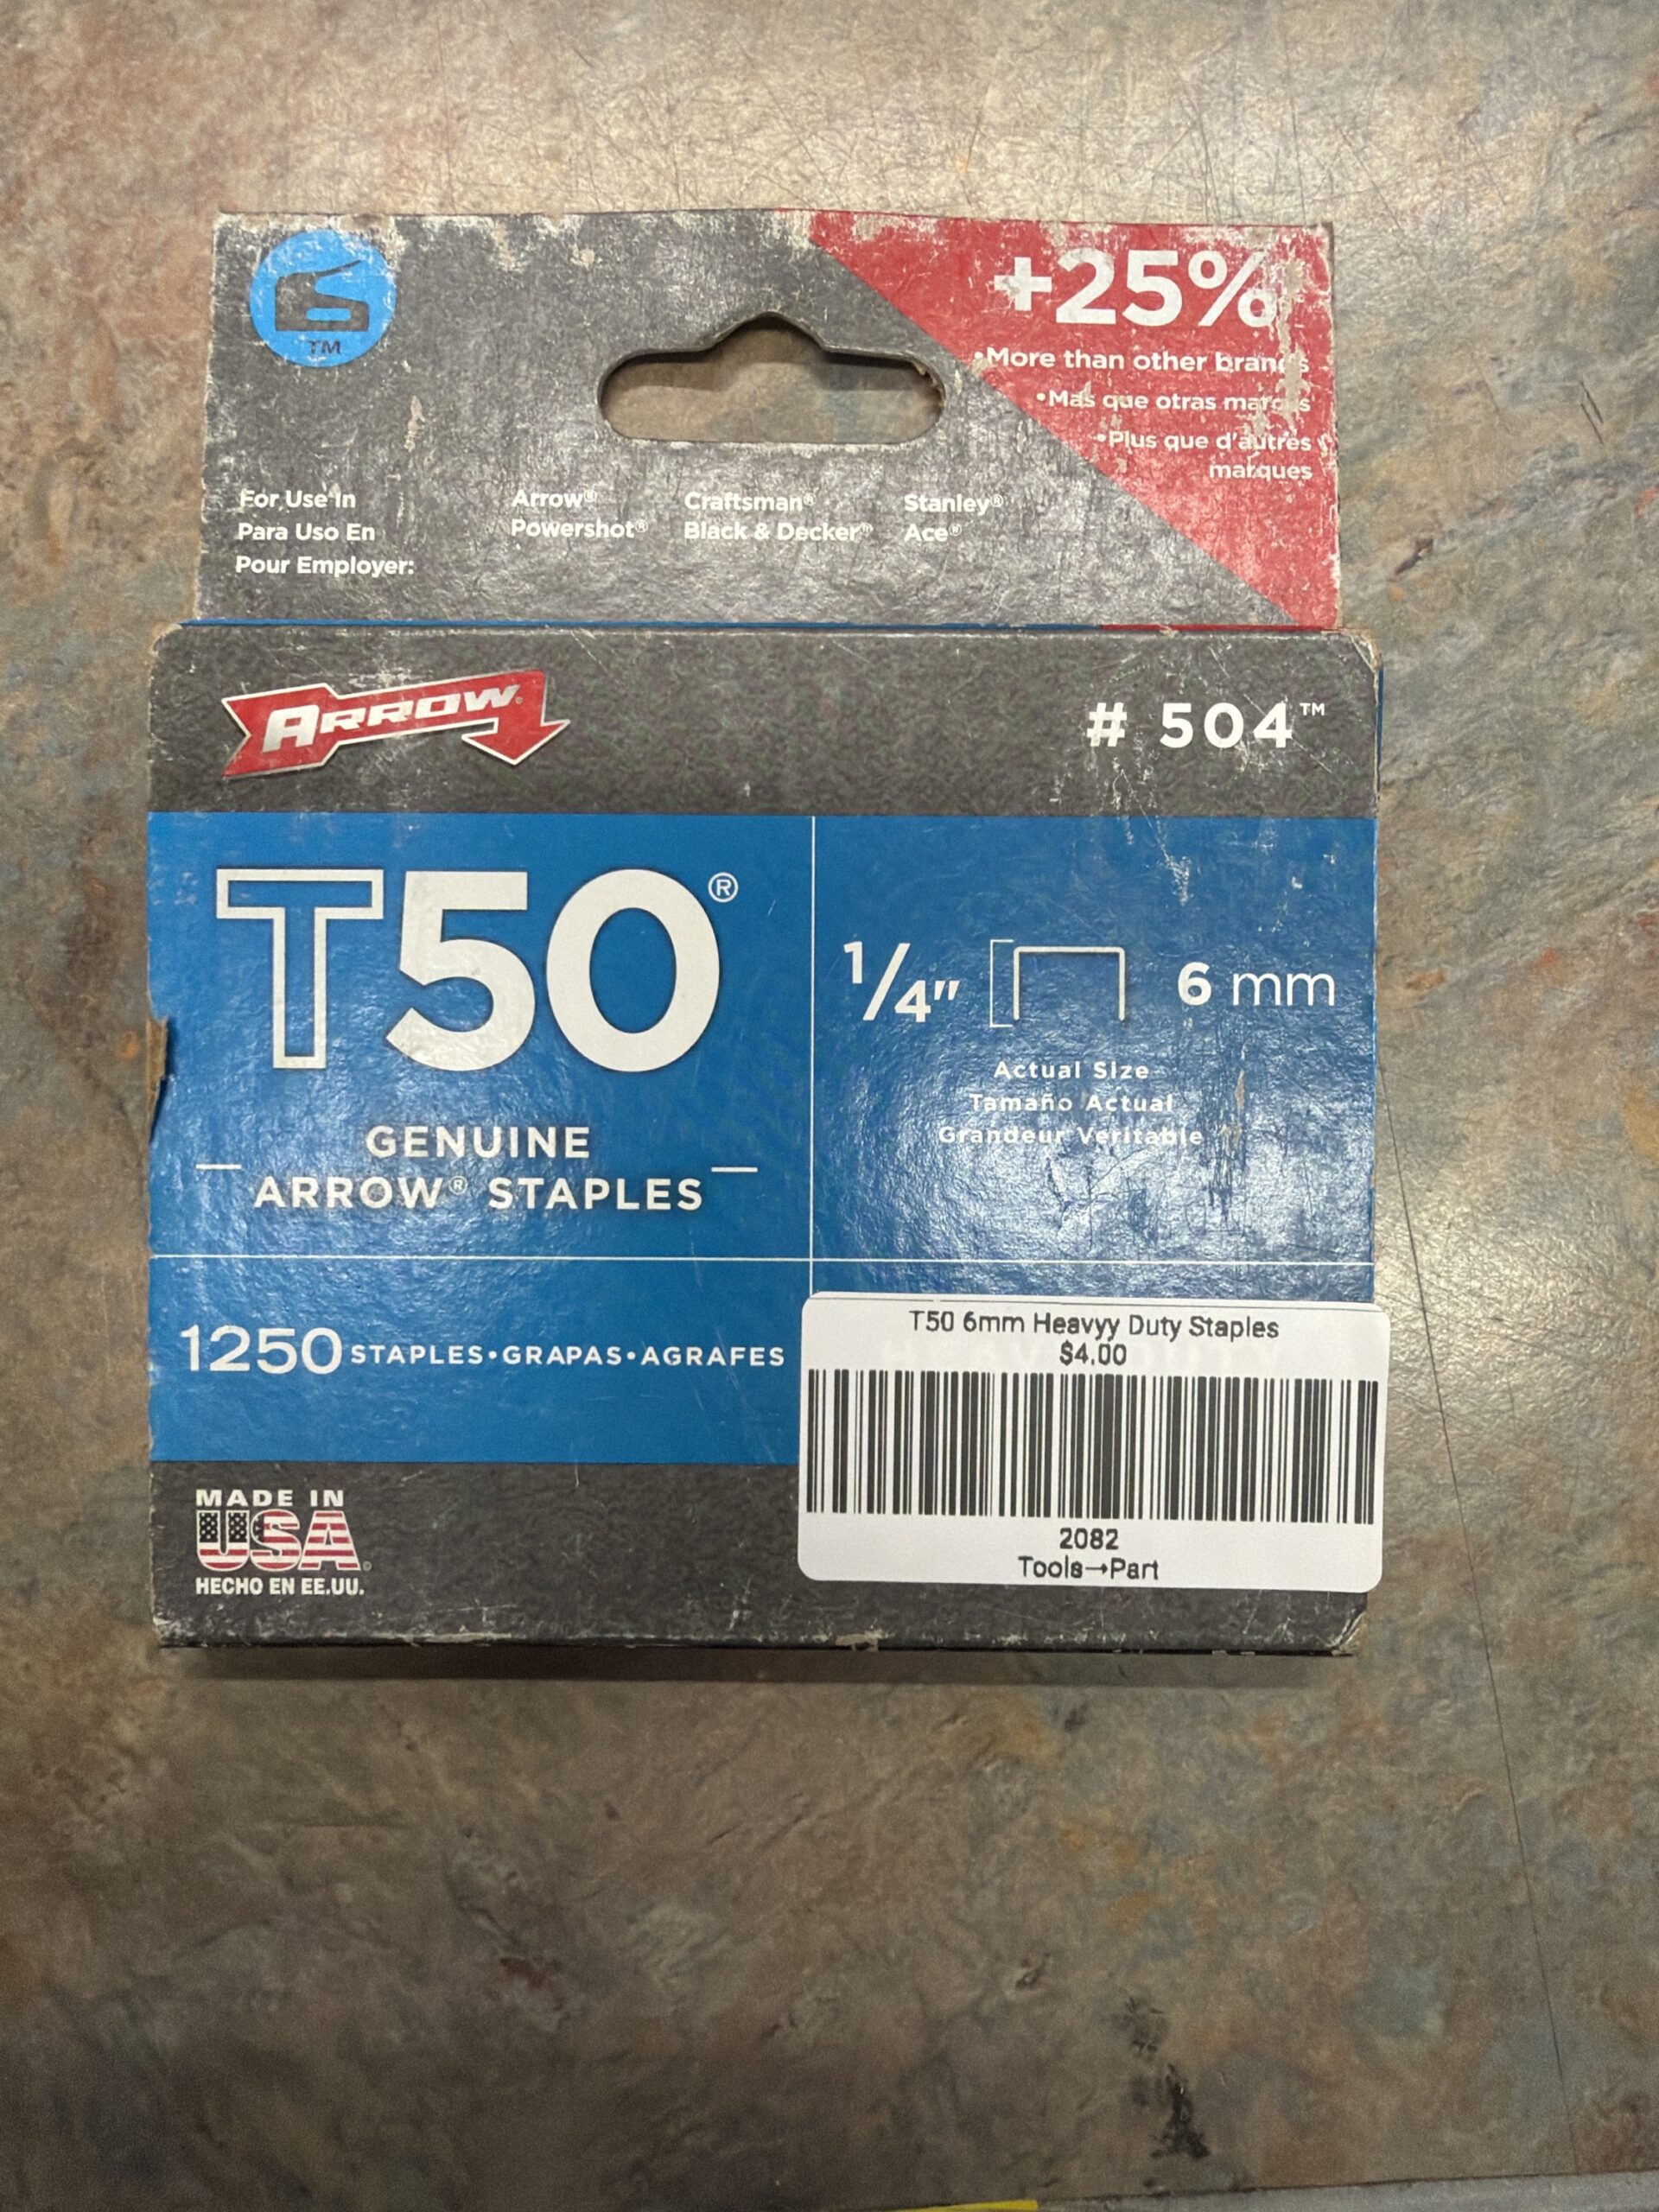 TM
+25%
•More than other brands
•Mas que otras marcas
•Plus que d'autres
marques
For Use In
Para Uso En
Pour Employer:
Arrow®
Powershot®
Craftsman®
Black & Decker®
Stanley®
Ace®
ARROW®
# 504™
T50®
GENUINE
ARROW® STAPLES
1/4" 6 mm
Actual Size
Tamaño Actual
Grandeur Veritable
1250 STAPLES•GRAPAS•AGRAFES
T50 6mm Heavyy Duty Staples
$4.00
2082
Tools→Part
MADE IN
USA
HECHO EN EE.UU.